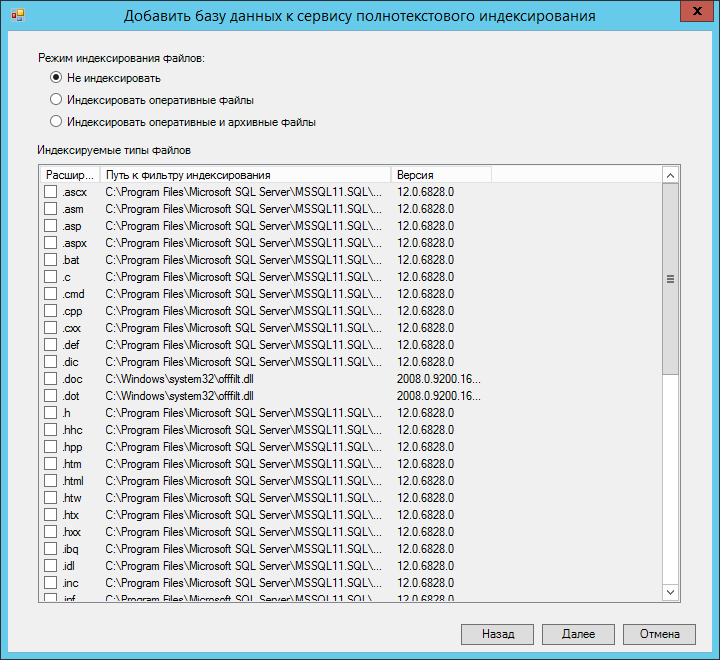 Добавить базу данных к сервису полнотекстового индексирования
x
Режим индексирования файлов:
Не индексировать
Индексировать оперативные файлы
Индексировать оперативные и архивные файлы
Индексируемые типы файлов
Расшир... Путь к фильтру индексирования Версия
.ascx C:\Program Files\Microsoft SQL Server\MSSQL11.SQL\... 12.0.6828.0
.asm C:\Program Files\Microsoft SQL Server\MSSQL11.SQL\... 12.0.6828.0
.asp C:\Program Files\Microsoft SQL Server\MSSQL11.SQL\... 12.0.6828.0
.aspx C:\Program Files\Microsoft SQL Server\MSSQL11.SQL\... 12.0.6828.0
.bat C:\Program Files\Microsoft SQL Server\MSSQL11.SQL\... 12.0.6828.0
.c C:\Program Files\Microsoft SQL Server\MSSQL11.SQL\... 12.0.6828.0
.cmd C:\Program Files\Microsoft SQL Server\MSSQL11.SQL\... 12.0.6828.0
.cpp C:\Program Files\Microsoft SQL Server\MSSQL11.SQL\... 12.0.6828.0
.cxx C:\Program Files\Microsoft SQL Server\MSSQL11.SQL\... 12.0.6828.0
.def C:\Program Files\Microsoft SQL Server\MSSQL11.SQL\... 12.0.6828.0
.dic C:\Program Files\Microsoft SQL Server\MSSQL11.SQL\... 12.0.6828.0
.doc C:\Windows\system32\offfilt.dll 2008.0.9200.16...
.dot C:\Windows\system32\offfilt.dll 2008.0.9200.16...
.h C:\Program Files\Microsoft SQL Server\MSSQL11.SQL\... 12.0.6828.0
.hhc C:\Program Files\Microsoft SQL Server\MSSQL11.SQL\... 12.0.6828.0
.hpp C:\Program Files\Microsoft SQL Server\MSSQL11.SQL\... 12.0.6828.0
.htm C:\Program Files\Microsoft SQL Server\MSSQL11.SQL\... 12.0.6828.0
.html C:\Program Files\Microsoft SQL Server\MSSQL11.SQL\... 12.0.6828.0
.htw C:\Program Files\Microsoft SQL Server\MSSQL11.SQL\... 12.0.6828.0
.htx C:\Program Files\Microsoft SQL Server\MSSQL11.SQL\... 12.0.6828.0
.hxx C:\Program Files\Microsoft SQL Server\MSSQL11.SQL\... 12.0.6828.0
.ibq C:\Program Files\Microsoft SQL Server\MSSQL11.SQL\... 12.0.6828.0
.idl C:\Program Files\Microsoft SQL Server\MSSQL11.SQL\... 12.0.6828.0
.inc C:\Program Files\Microsoft SQL Server\MSSQL11.SQL\... 12.0.6828.0
.inf C:\Program Files\Microsoft SQL Server\MSSQL11.SQL\... 12.0.6828.0
Назад Далее Отмена